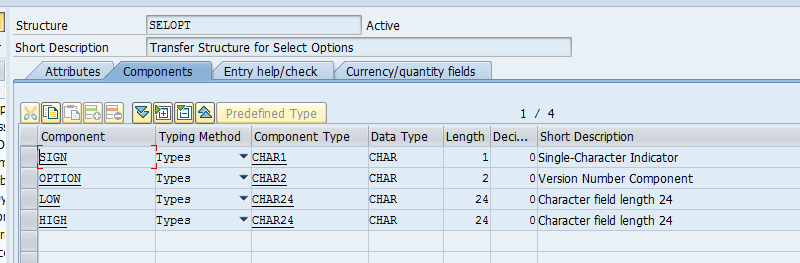 Structure SELOPT Active
Short Description Transfer Structure for Select Options
Attributes Components Entry help/check Currency/quantity fields
Predefined Type 1 / 4
Component Typing Method Component Type Data Type Length Deci... Short Description
SIGN Types CHAR1 CHAR 1 0 Single-Character Indicator
OPTION Types CHAR2 CHAR 2 0 Version Number Component
LOW Types CHAR24 CHAR 24 0 Character field length 24
HIGH Types CHAR24 CHAR 24 0 Character field length 24